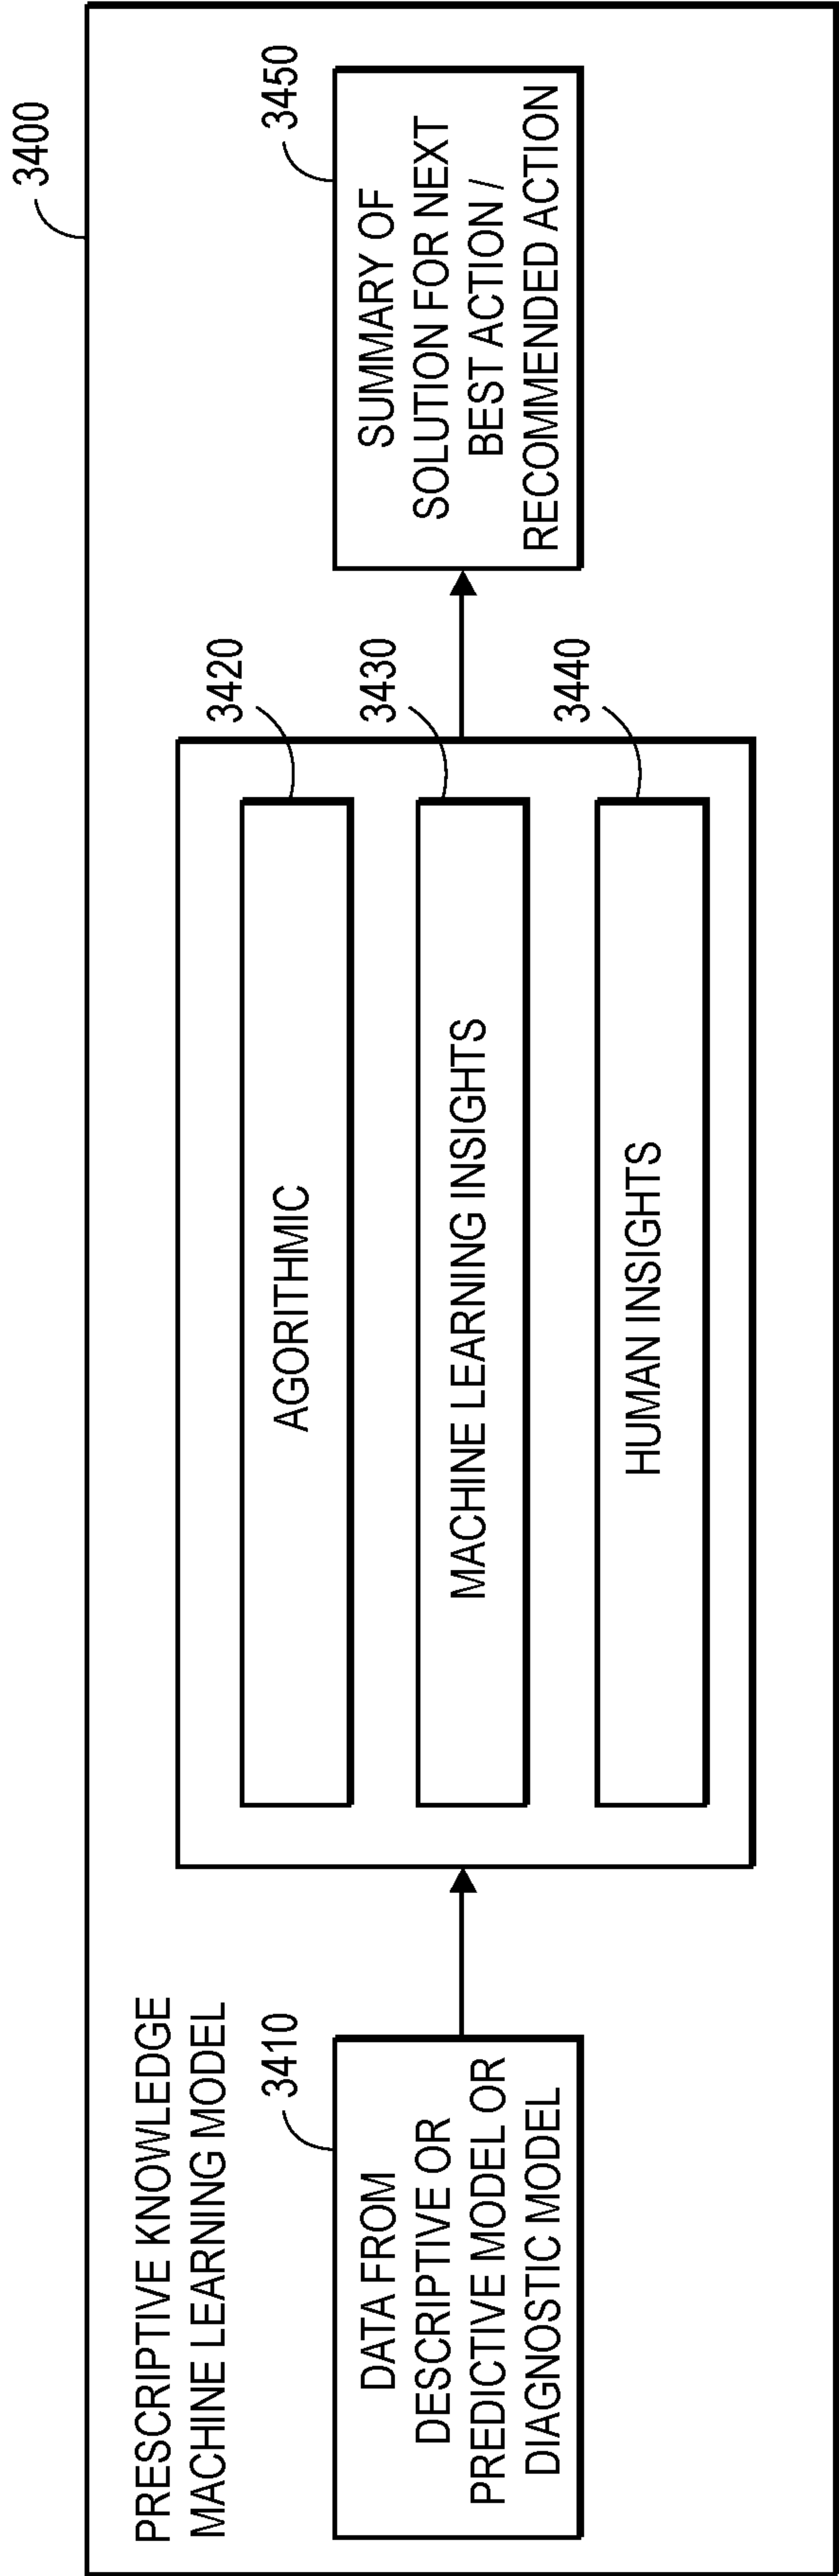 3400
PRESCRIPTIVE KNOWLEDGE
MACHINE LEARNING MODEL
3410
DATA FROM
DESCRIPTIVE OR
PREDICTIVE MODEL OR
DIAGNOSTIC MODEL
3420
AGORITHMIC
3430
MACHINE LEARNING INSIGHTS
3440
HUMAN INSIGHTS
3450
SUMMARY OF
SOLUTION FOR NEXT
BEST ACTION /
RECOMMENDED ACTION